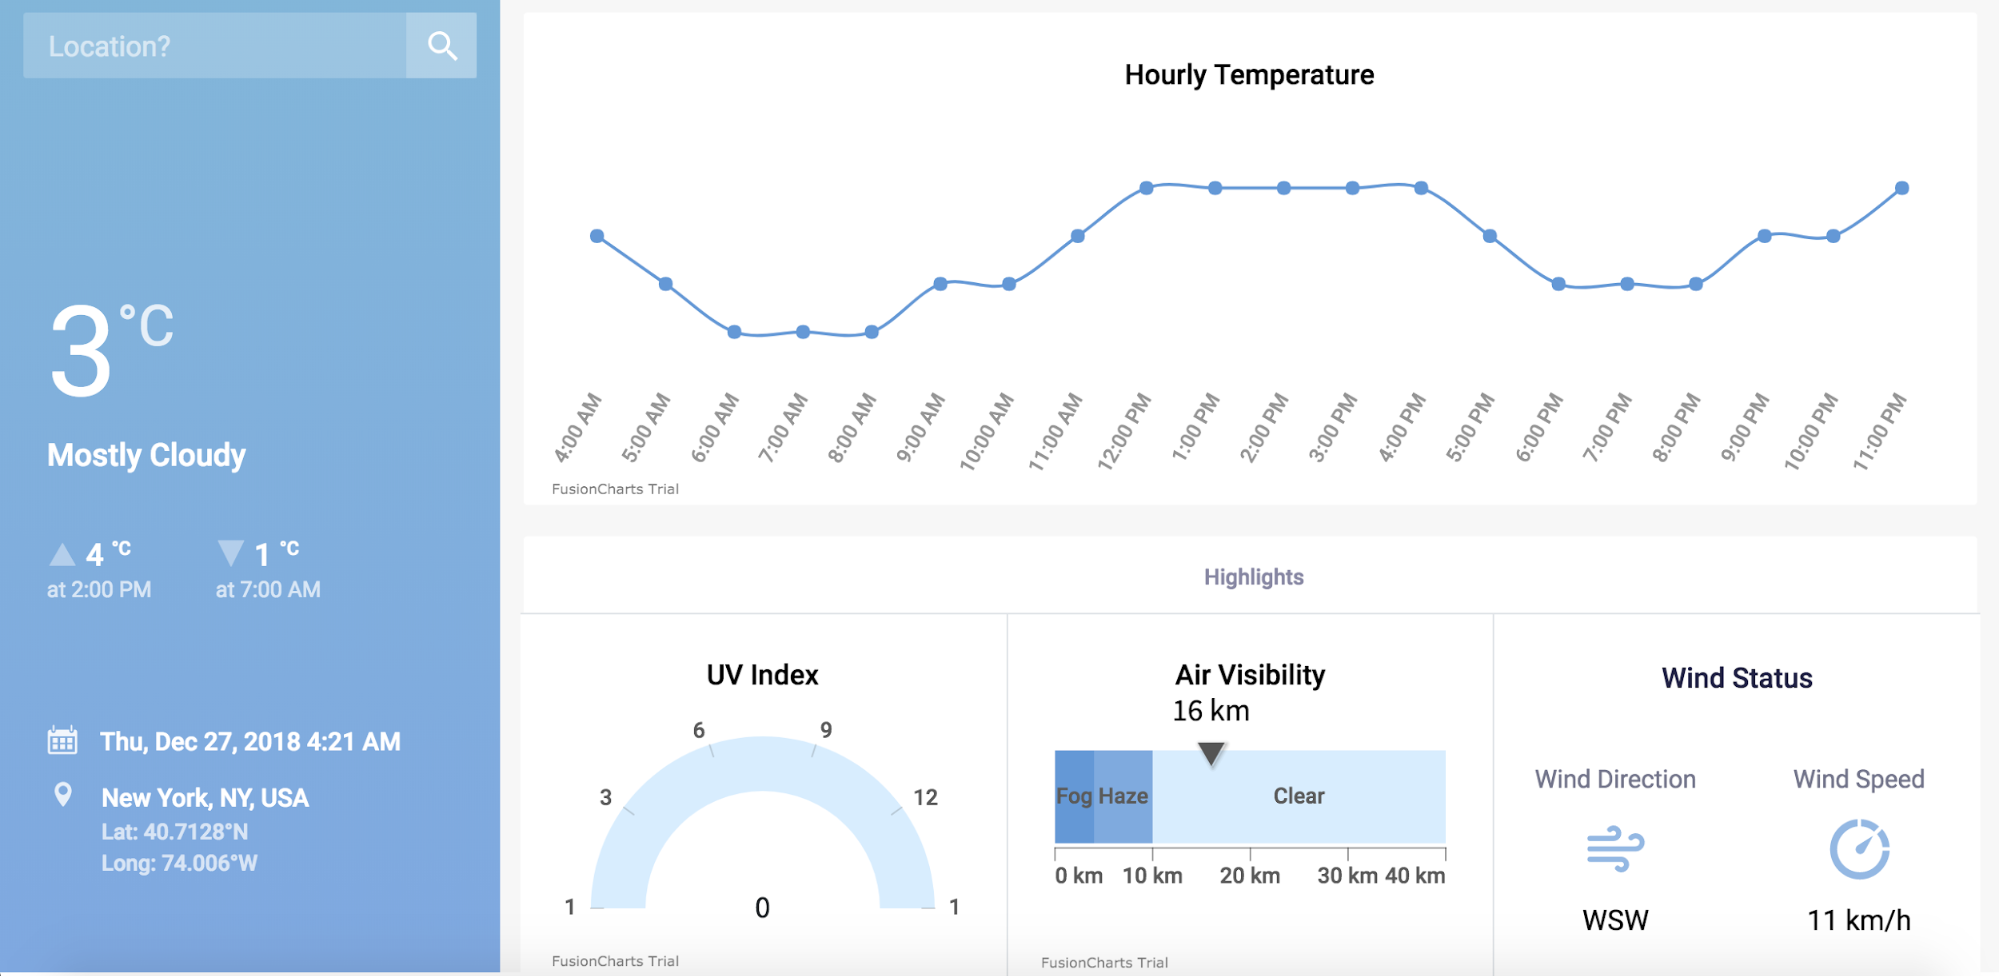 Location?
3 °C
Mostly Cloudy
4 °C
at 2:00 PM
1 °C
at 7:00 AM
Thu, Dec 27, 2018 4:21 AM
New York, NY, USA
Lat: 40.7128°N
Long: 74.006°W
Hourly Temperature
4:00 AM 5:00 AM 6:00 AM 7:00 AM 8:00 AM 9:00 AM 10:00 AM 11:00 AM 12:00 PM 1:00 PM 2:00 PM 3:00 PM 4:00 PM 5:00 PM 6:00 PM 7:00 PM 8:00 PM 9:00 PM 10:00 PM 11:00 PM
FusionCharts Trial
Highlights
UV Index
6 9
3 12
1 0 1
FusionCharts Trial
Air Visibility
16 km
Fog Haze Clear
0 km 10 km 20 km 30 km 40 km
FusionCharts Trial
Wind Status
Wind Direction Wind Speed
WSW 11 km/h